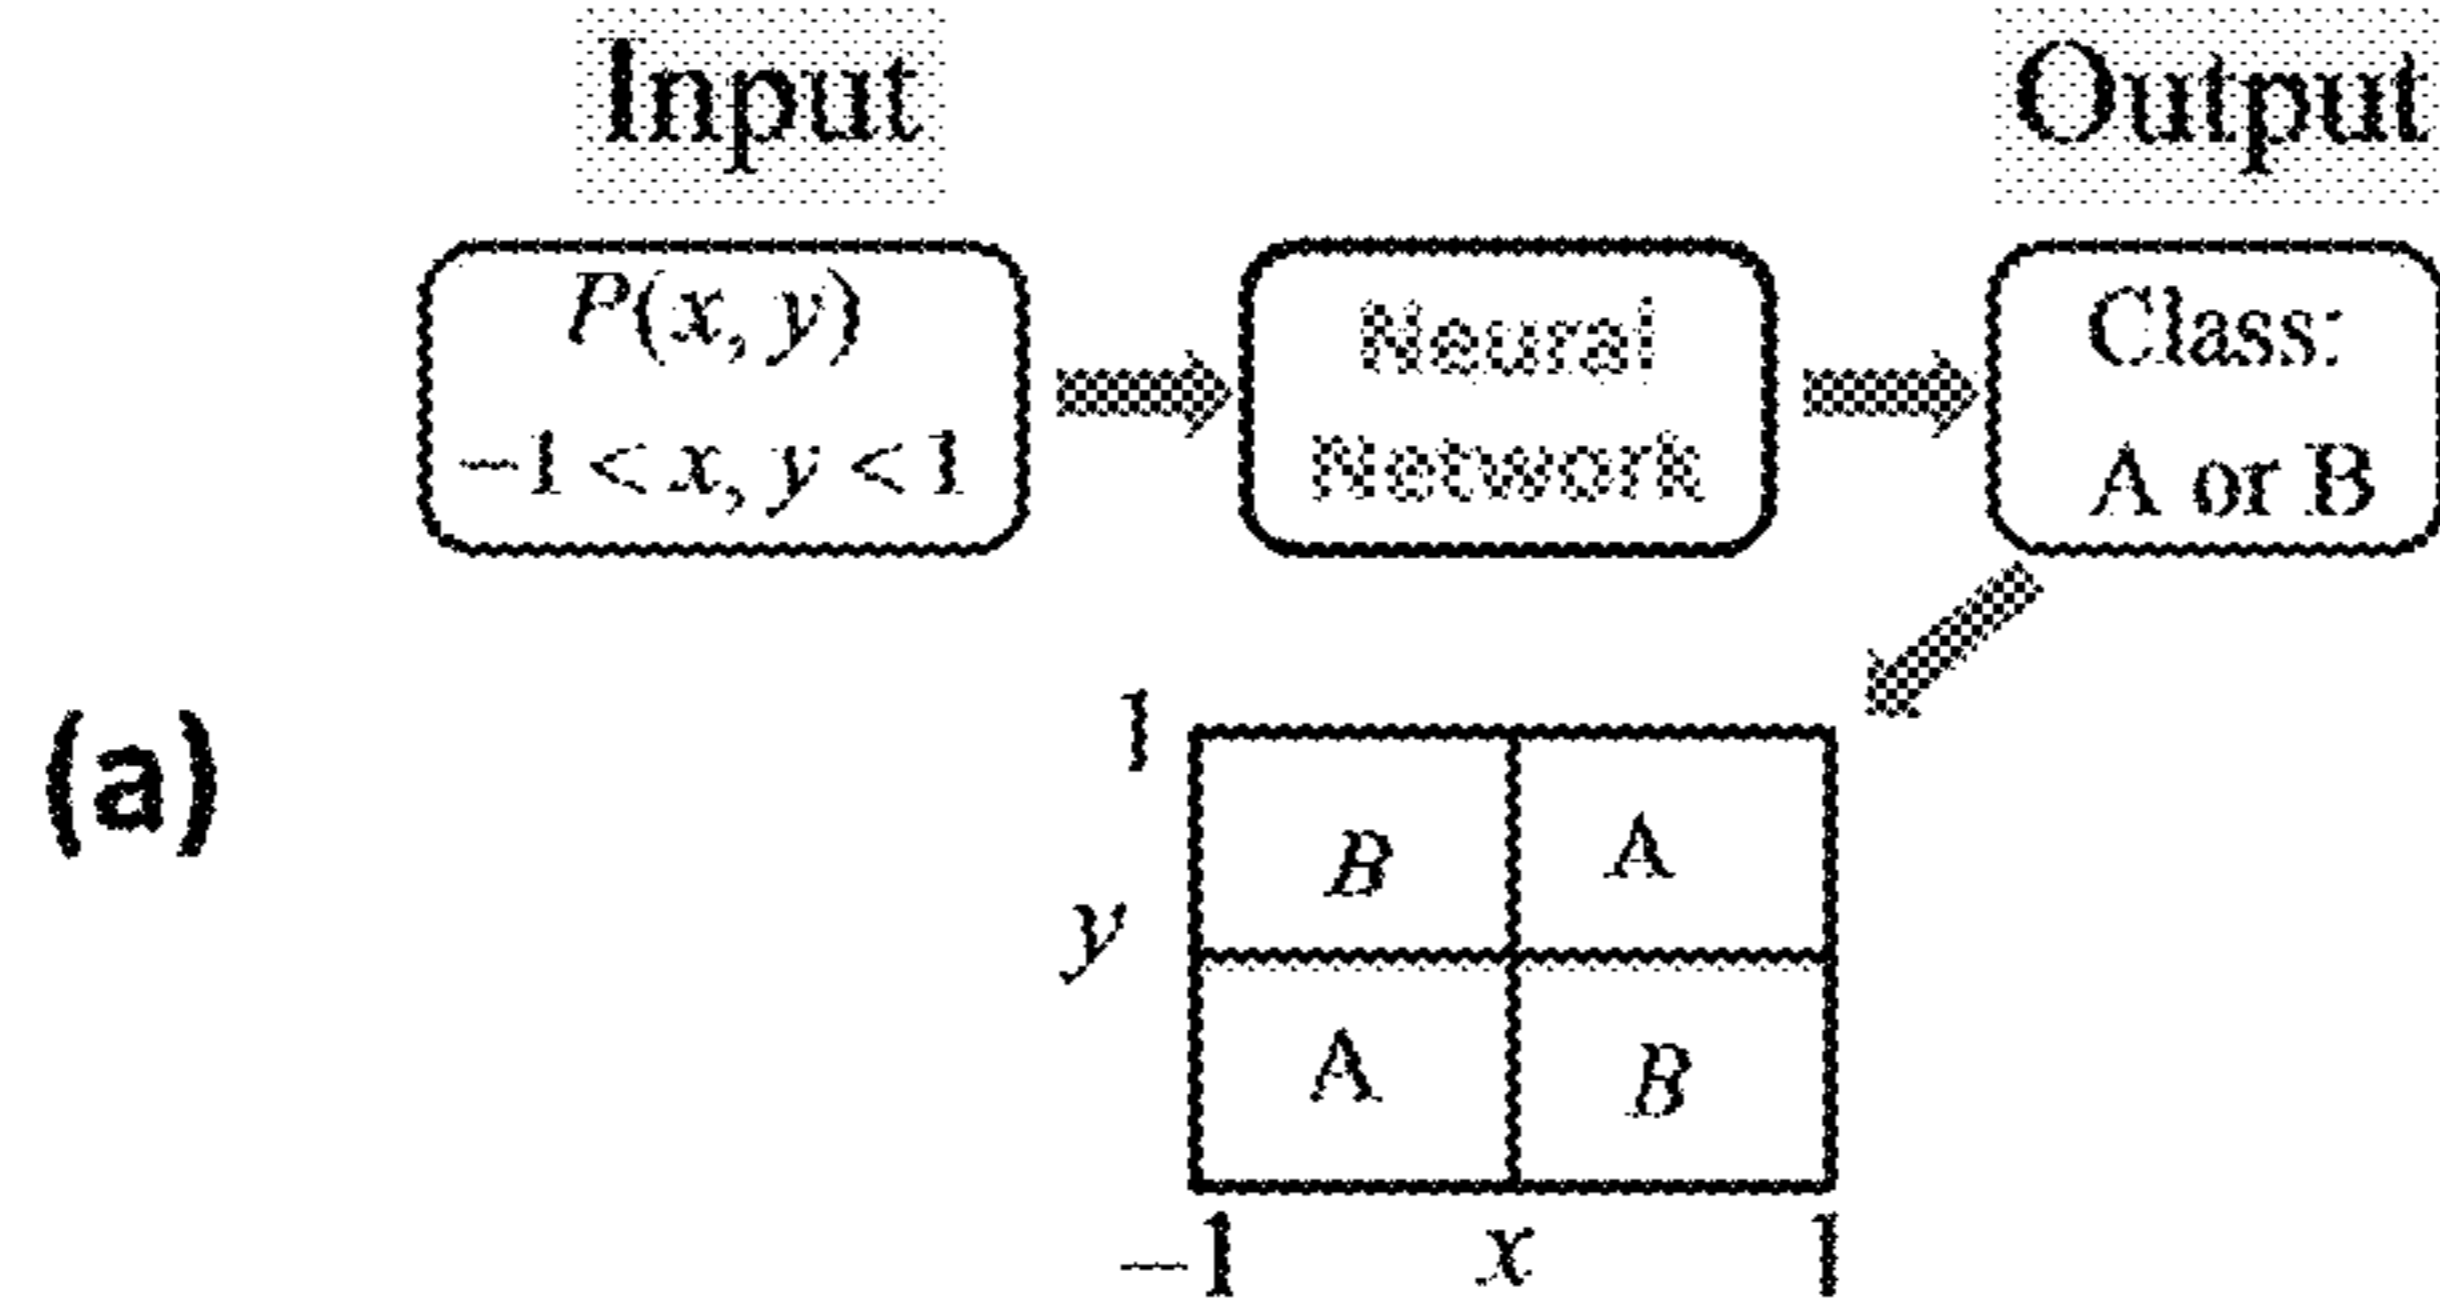 Input
Output
P(x, y)
−1 < x, y < 1
Neural
Network
Class:
A or B
(a)
1
y
B
A
A
B
−1
x
1